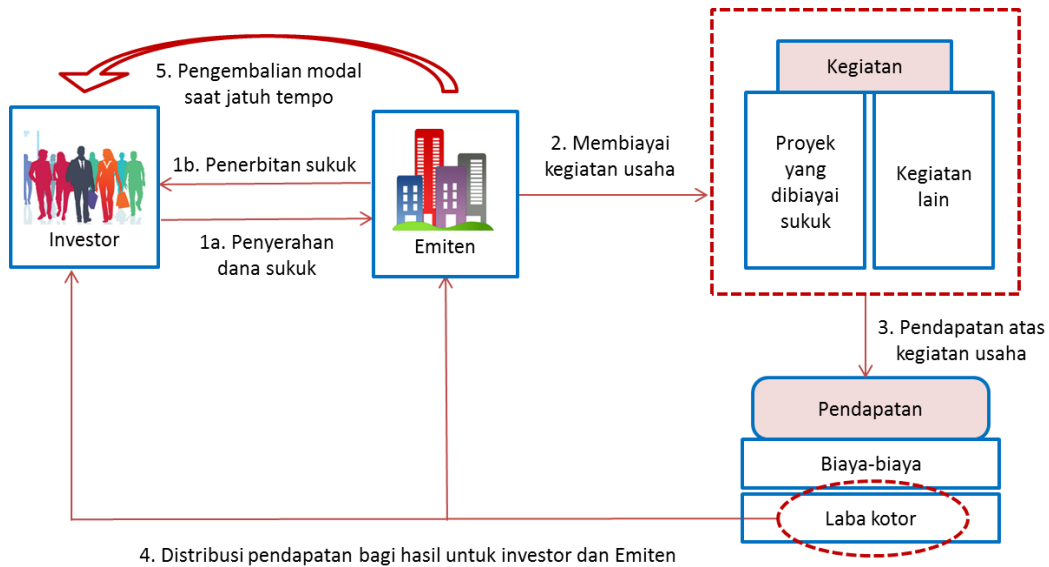 5. Pengembalian modal
saat jatuh tempo
Investor
1b. Penerbitan sukuk
1a. Penyerahan
dana sukuk
Emiten
2. Membiayai
kegiatan usaha
Kegiatan
Proyek
yang
dibiayai
sukuk
Kegiatan
lain
3. Pendapatan atas
kegiatan usaha
Pendapatan
Biaya-biaya
Laba kotor
4. Distribusi pendapatan bagi hasil untuk investor dan Emiten